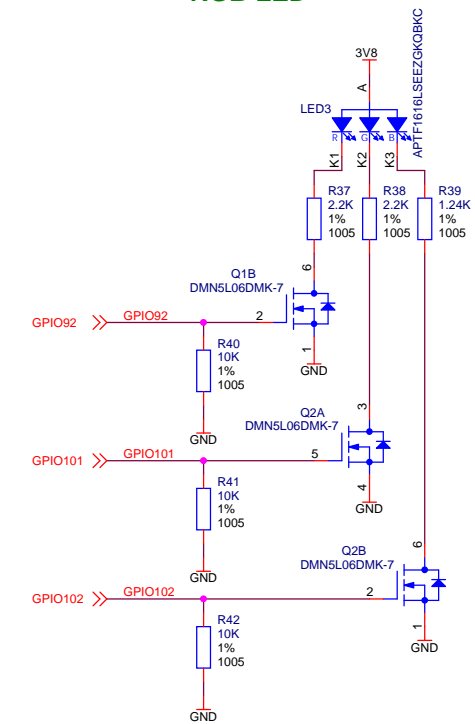 3V8
A
APTF1616LSEEZGKQBKC
LED3
R
G
B
K1
K2
K3
R37
2.2K
1%
1005
R38
2.2K
1%
1005
R39
1.24K
1%
1005
Q1B
DMN5L06DMK-7
6
GPIO92
GPIO92
2
1
GND
R40
10K
1%
1005
GND
Q2A
DMN5L06DMK-7
3
GPIO101
GPIO101
5
4
GND
R41
10K
1%
1005
GND
Q2B
DMN5L06DMK-7
6
GPIO102
GPIO102
2
1
GND
R42
10K
1%
1005
GND